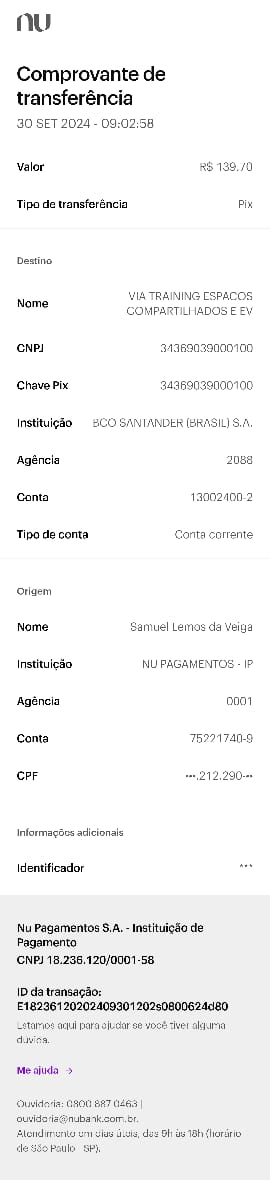 nu
Comprovante de
transferência
30 SET 2024 - 09:02:58
Valor R$ 139,70
Tipo de transferência Pix
Destino
Nome VIA TRAINING ESPACOS
COMPARTILHADOS E EV
CNPJ 34369039000100
Chave Pix 34369039000100
Instituição BCO SANTANDER (BRASIL) S.A.
Agência 2086
Conta 13002400-2
Tipo de conta Conta corrente
Origem
Nome Samuel Lemos da Veiga
Instituição NU PAGAMENTOS - IP
Agência 0001
Conta 75221740-9
CPF •••.212.290-••
Informações adicionais
Identificador ***
Nu Pagamentos S.A. - Instituição de
Pagamento
CNPJ 18.236.120/0001-58
ID da transação:
E18236120202409301202s0800624d80
Estamos aqui para ajudar se você tiver alguma
dúvida.
Me ajuda →
Ouvidoria: 0800 887 0463 |
ouvidoria@nubank.com.br.
Atendimento em dias úteis, das 9h às 18h (horário
de São Paulo - SP).